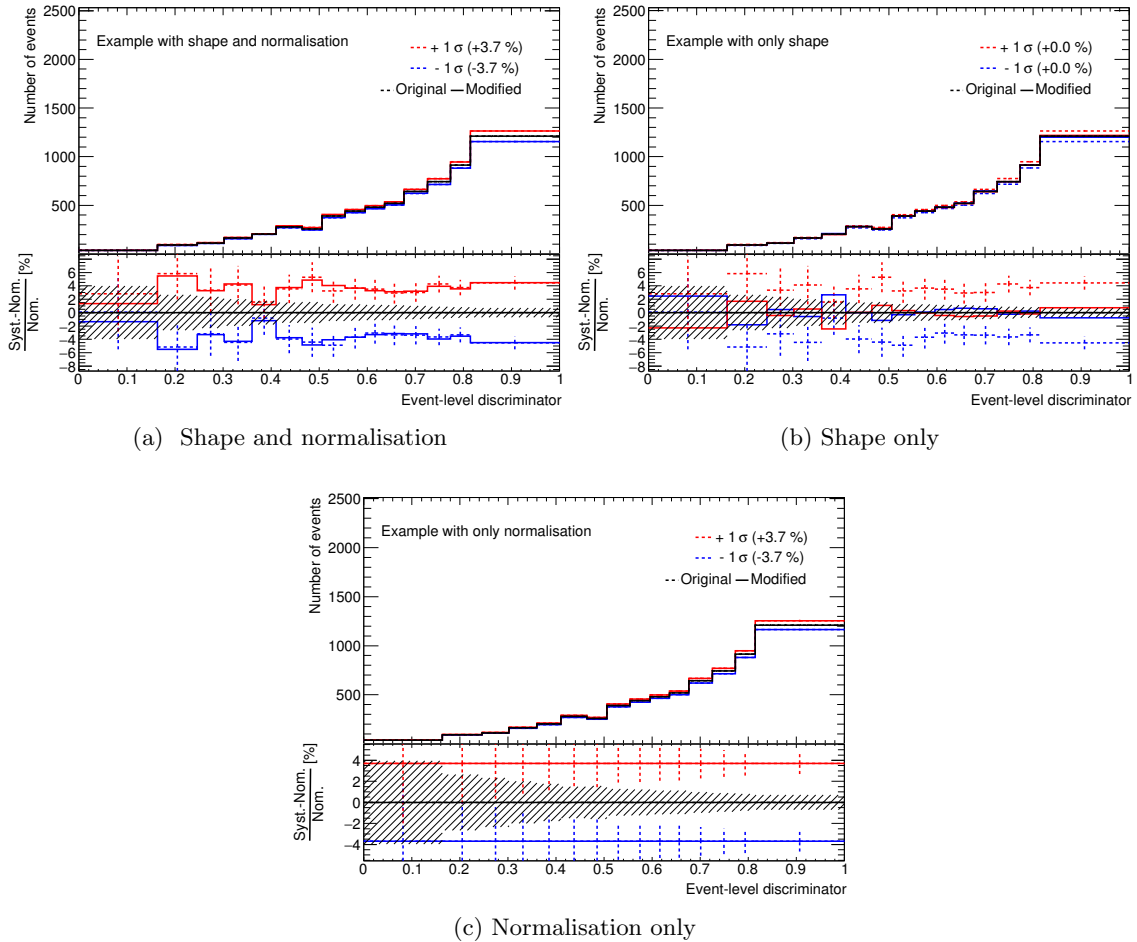 Number of events
2500
2000
1500
1000
500
Example with shape and normalisation
+ 1 σ (+3.7 %)
- 1 σ (-3.7 %)
Original Modified
Syst.-Nom. [%]
Nom.
6
4
2
0
−2
−4
−6
−8
0 0.1 0.2 0.3 0.4 0.5 0.6 0.7 0.8 0.9 1
Event-level discriminator
(a) Shape and normalisation
Number of events
2500
2000
1500
1000
500
Example with only shape
+ 1 σ (+0.0 %)
- 1 σ (+0.0 %)
Original Modified
Syst.-Nom. [%]
Nom.
6
4
2
0
−2
−4
−6
−8
0 0.1 0.2 0.3 0.4 0.5 0.6 0.7 0.8 0.9 1
Event-level discriminator
(b) Shape only
Number of events
2500
2000
1500
1000
500
Example with only normalisation
+ 1 σ (+3.7 %)
- 1 σ (-3.7 %)
Original Modified
Syst.-Nom. [%]
Nom.
4
2
0
−2
−4
0 0.1 0.2 0.3 0.4 0.5 0.6 0.7 0.8 0.9 1
Event-level discriminator
(c) Normalisation only